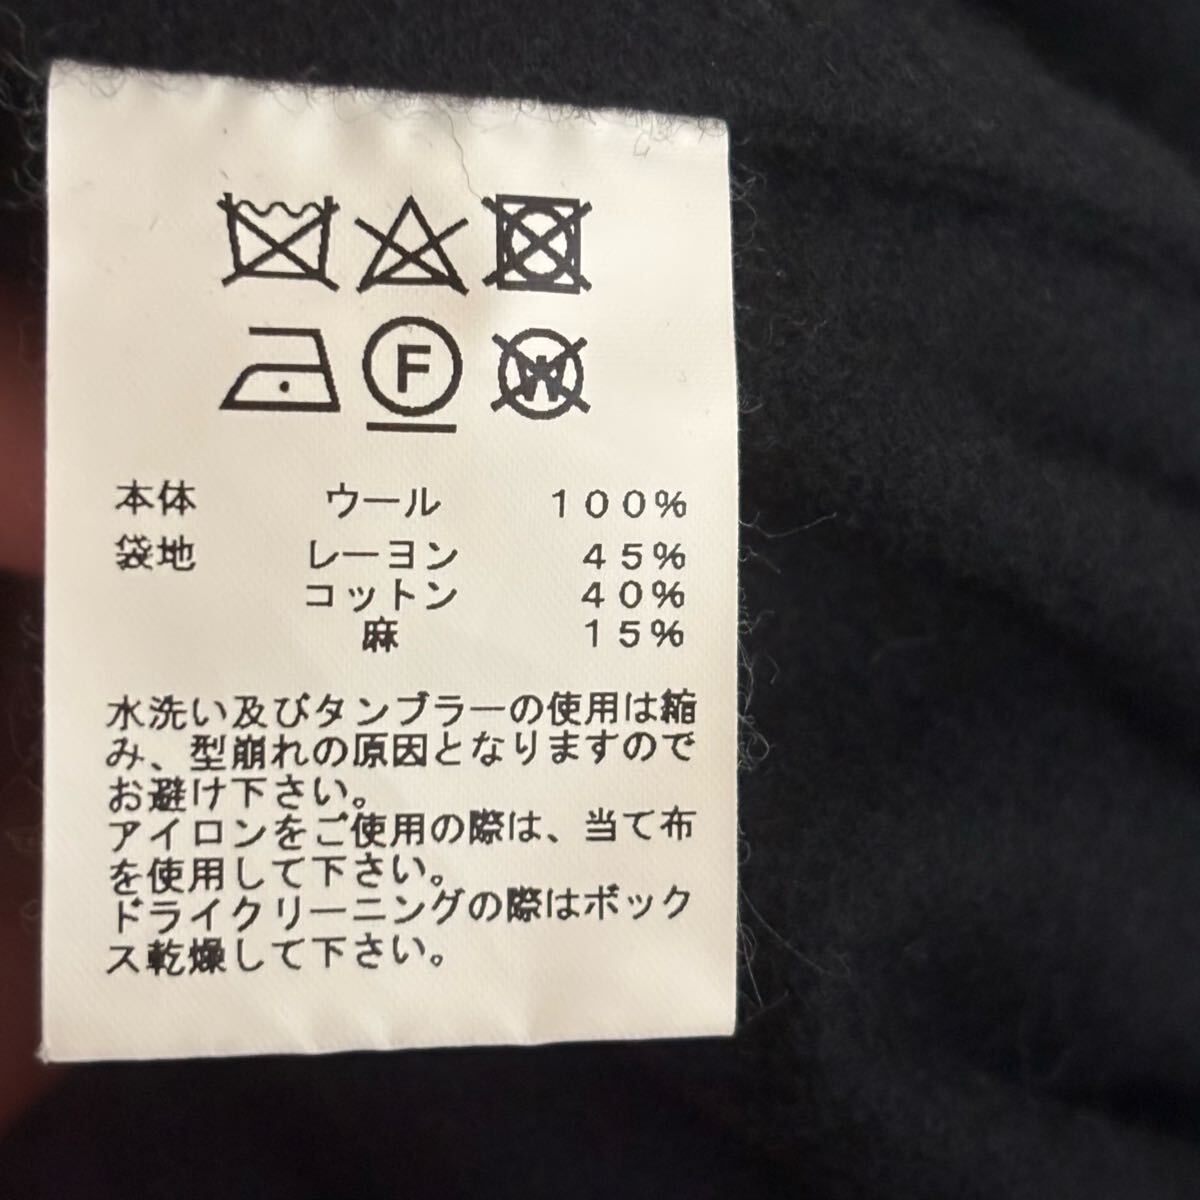 F
W
本体 ウール 100%
袋地 レーヨン 45%
コットン 40%
麻 15%
水洗い及びタンブラーの使用は縮
み、型崩れの原因となりますので
お避け下さい。
アイロンをご使用の際は、当て布
を使用して下さい。
ドライクリーニングの際はボック
ス乾燥して下さい。